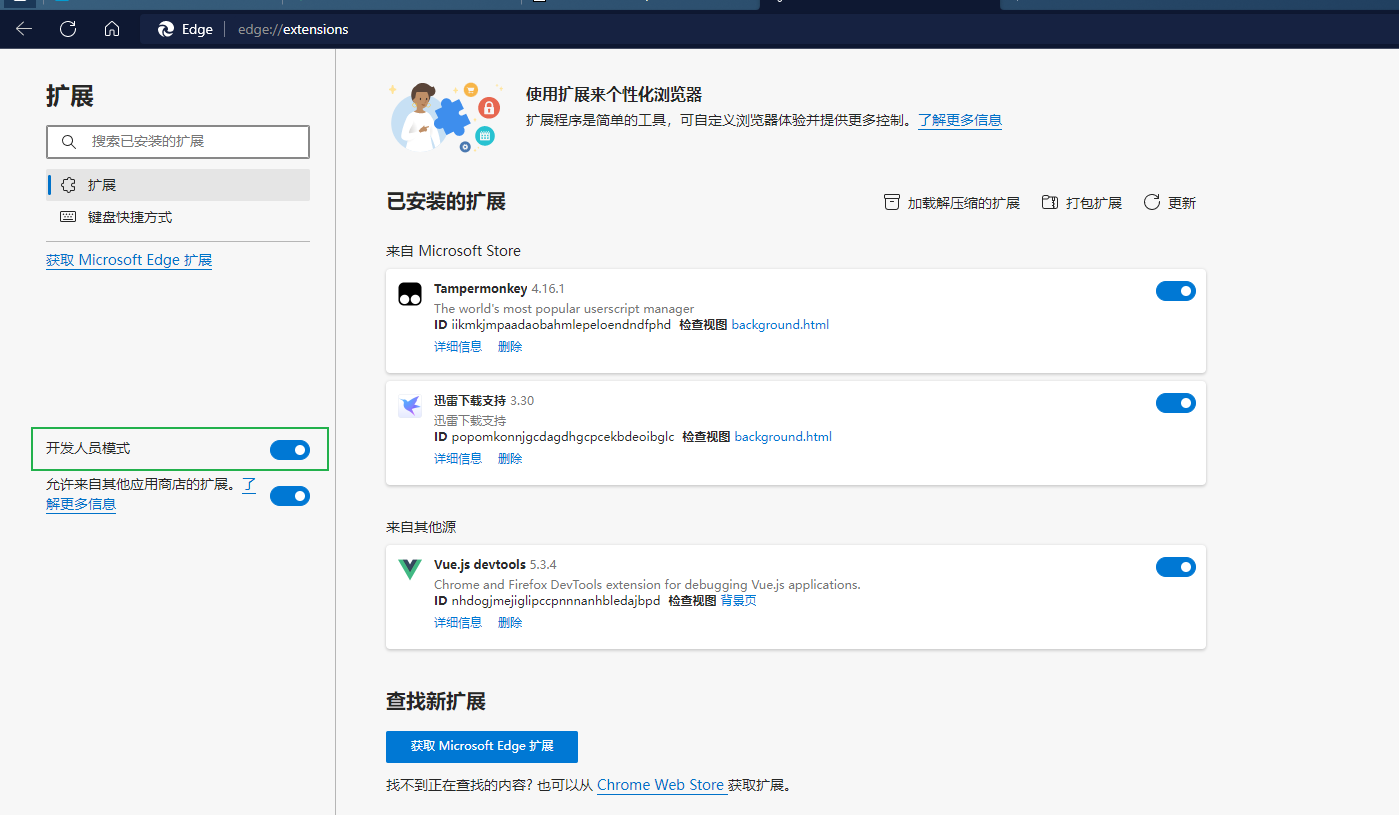 Edge edge://extensions
扩展
搜索已安装的扩展
扩展
键盘快捷方式
获取 Microsoft Edge 扩展
开发人员模式
允许来自其他应用商店的扩展。了
解更多信息
使用扩展来个性化浏览器
扩展程序是简单的工具，可自定义浏览器体验并提供更多控制。了解更多信息
已安装的扩展
加载解压缩的扩展 打包扩展 更新
来自 Microsoft Store
Tampermonkey 4.16.1
The world's most popular userscript manager
ID iikmkjmpaadaobahmlepeloendndfphd 检查视图 background.html
详细信息 删除
迅雷下载支持 3.30
迅雷下载支持
ID popomkonnjgcdagdhgcpcekbdeoibglc 检查视图 background.html
详细信息 删除
来自其他源
Vue.js devtools 5.3.4
Chrome and Firefox DevTools extension for debugging Vue.js applications.
ID nhdogjmejiglipccpnnnanhbledajbpd 检查视图 背景页
详细信息 删除
查找新扩展
获取 Microsoft Edge 扩展
找不到正在查找的内容? 也可以从 Chrome Web Store 获取扩展。